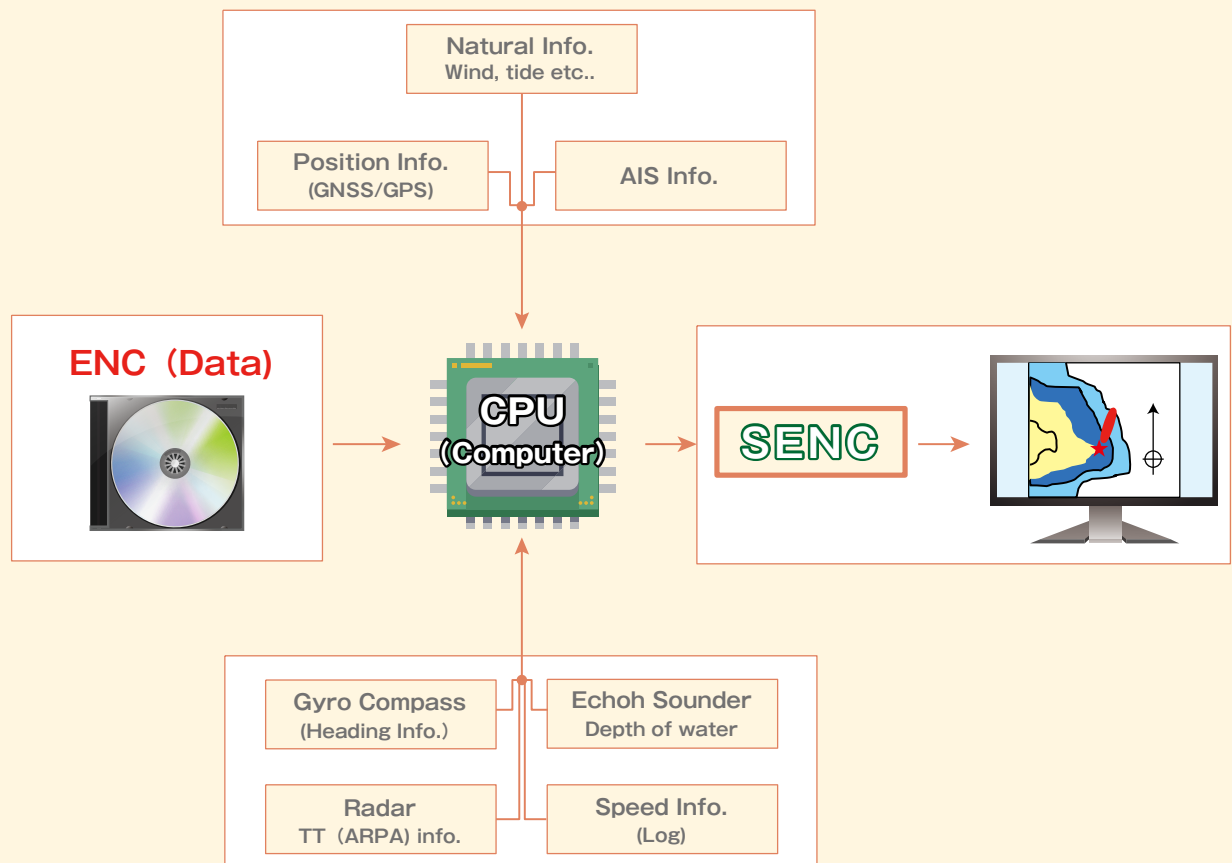 Natural Info.
Wind, tide etc..
Position Info.
(GNSS/GPS)
AIS Info.
ENC (Data)
CPU
(Computer)
SENC
Gyro Compass
(Heading Info.)
Echoh Sounder
Depth of water
Radar
TT (ARPA) info.
Speed Info.
(Log)